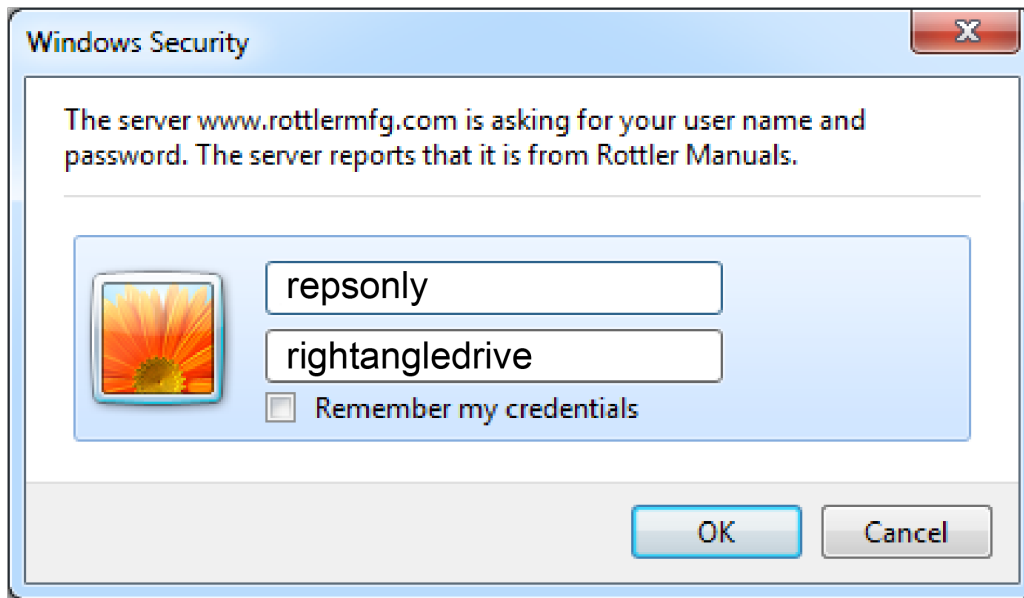 Windows Security
The server www.rottlermfg.com is asking for your user name and
password. The server reports that it is from Rottler Manuals.
repsonly
rightangledrive
Remember my credentials
OK Cancel